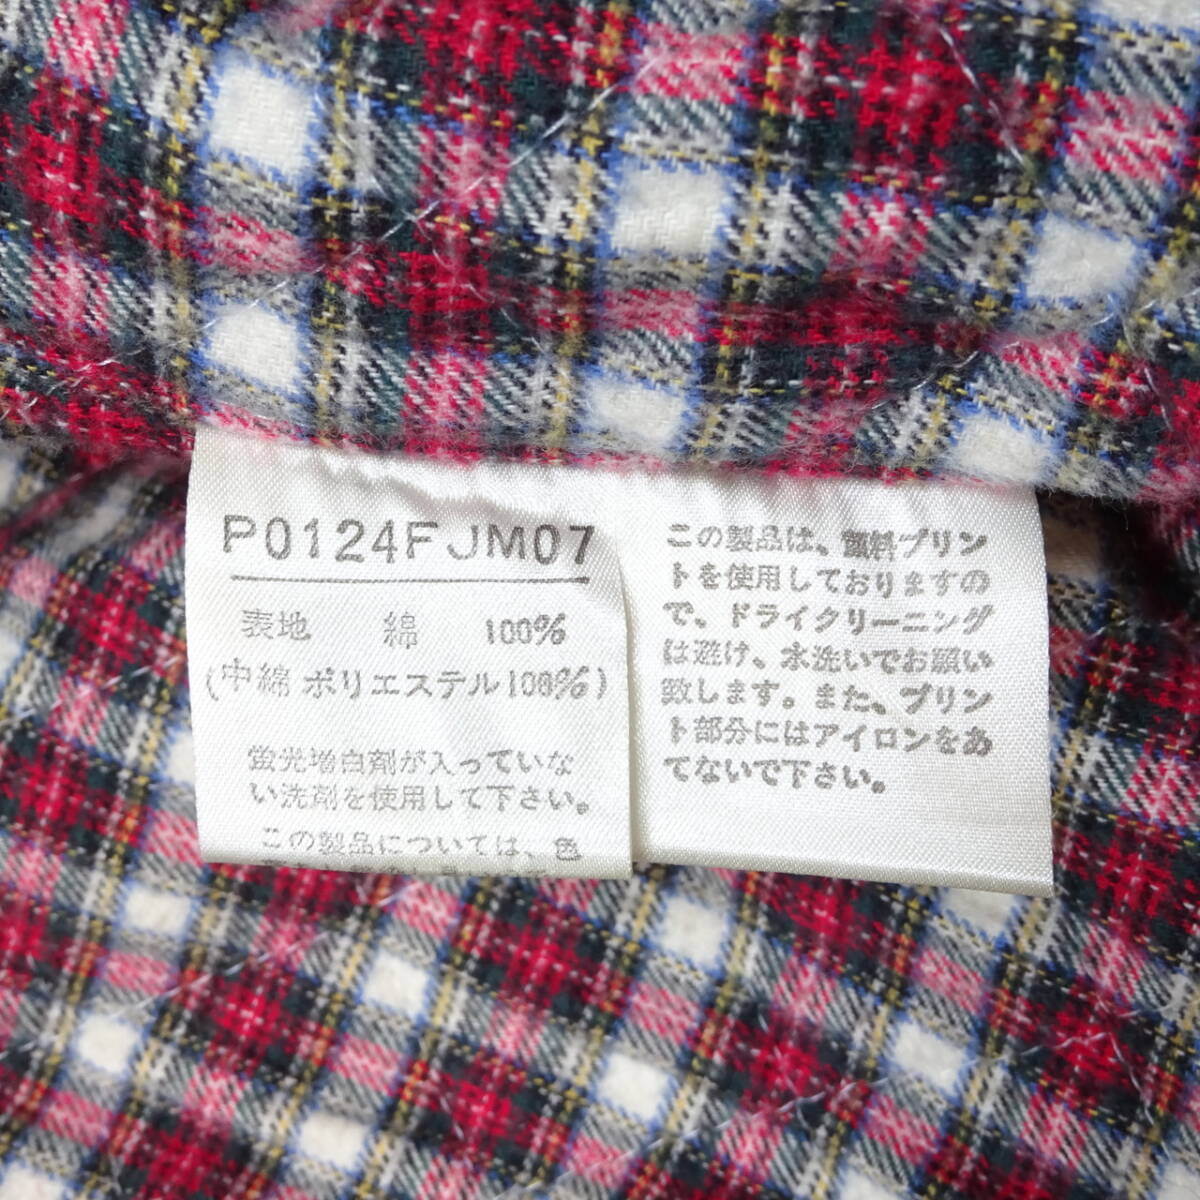 P0124FJM07
表地 綿 100%
(中綿 ポリエステル100%)
蛍光増白剤が入っていな
い洗剤を使用して下さい。
この製品については、色
この製品は、顔料プリン
トを使用しておりますの
で、ドライクリーニング
は避け、水洗いでお願い
致します。また、プリン
ト部分にはアイロンをあ
てないで下さい。